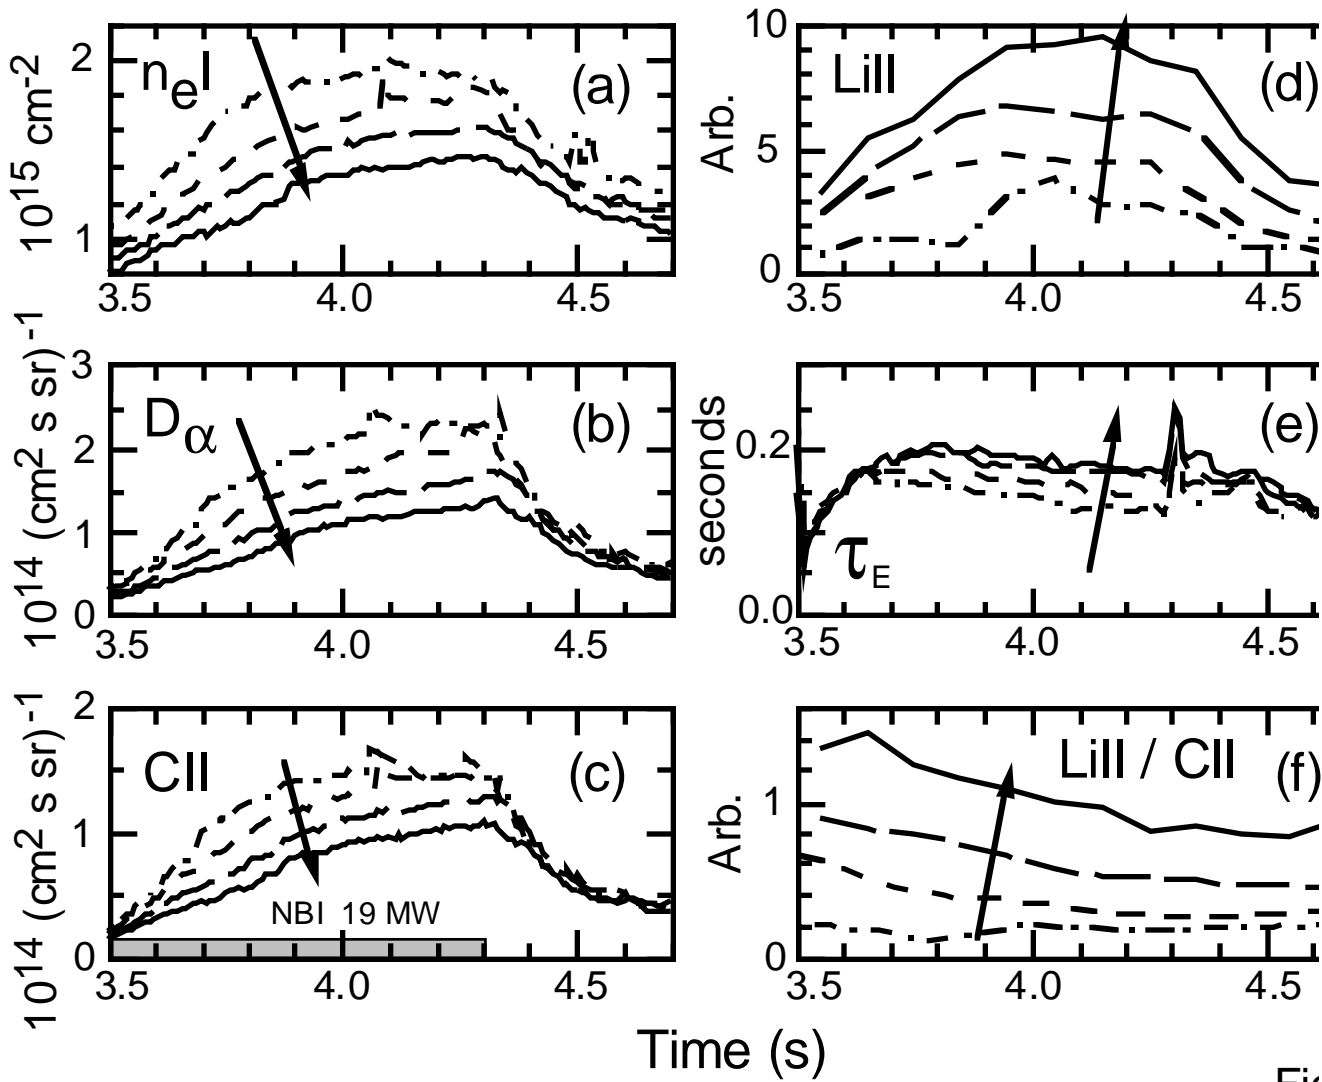 10^15 cm^-2
2
1
n_e l
(a)
3.5 4.0 4.5
Arb.
10
5
0
LiII
(d)
3.5 4.0 4.5
10^14 (cm^2 s sr)^-1
3
2
1
0
D_α
(b)
3.5 4.0 4.5
seconds
0.2
0.0
τ_E
(e)
3.5 4.0 4.5
10^14 (cm^2 s sr)^-1
2
1
0
CII
(c)
NBI 19 MW
3.5 4.0 4.5
Arb.
1
0
LiII / CII
(f)
3.5 4.0 4.5
Time (s)